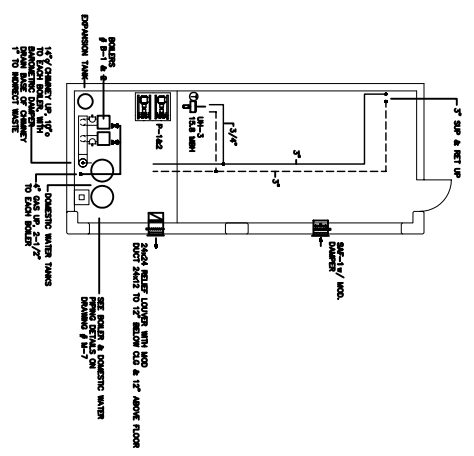 BOILERS
# B-1 & 2
EXPANSION TANK
14"ø CHIMNEY UP, 10"ø
TO EACH BOILER, WITH
BAROMETRIC DAMPER-
DRAIN BASE OF CHIMNEY
1" TO INDIRECT WASTE
P-1&2
UH-3
15.8 MBH
3/4"
3"
3"
3" SUP & RET UP
DOMESTIC WATER TANKS
4" GAS UP, 2-1/2"
TO EACH BOILER
SAF-1 w/ MOD.
DAMPER
24x24 RELIEF LOUVER WITH MOD
DUCT 24x12 TO 12" BELOW CLG & 12" ABOVE FLOOR
SEE BOILER & DOMESTIC WATER
PIPING DETAILS ON
DRAWING # M-7